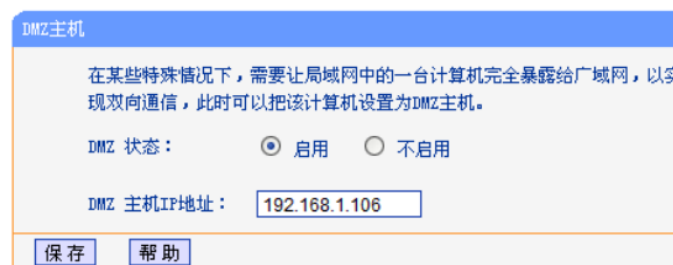 DMZ主机
在某些特殊情况下，需要让局域网中的一台计算机完全暴露给广域网，以实
现双向通信，此时可以把该计算机设置为DMZ主机。
DMZ 状态： 启用 不启用
DMZ 主机IP地址： 192.168.1.106
保存 帮助